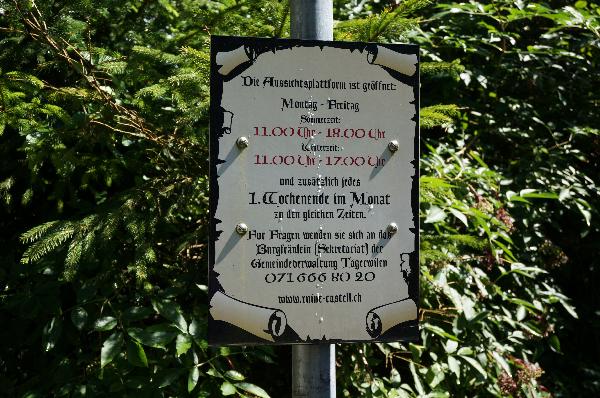 Die Aussichtsplattform ist geöffnet:
Montag - Freitag
Sommerzeit:
11.00 Uhr - 18.00 Uhr
Winterzeit:
11.00 Uhr - 17.00 Uhr
und zusätzlich jedes
1. Wochenende im Monat
zu den gleichen Zeiten.
For Fragen wenden sie sich an das
Burgfräulein (Sekretariat) der
Gemeindeverwaltung Tägerwilen
071 666 80 20
www.ruine-castell.ch